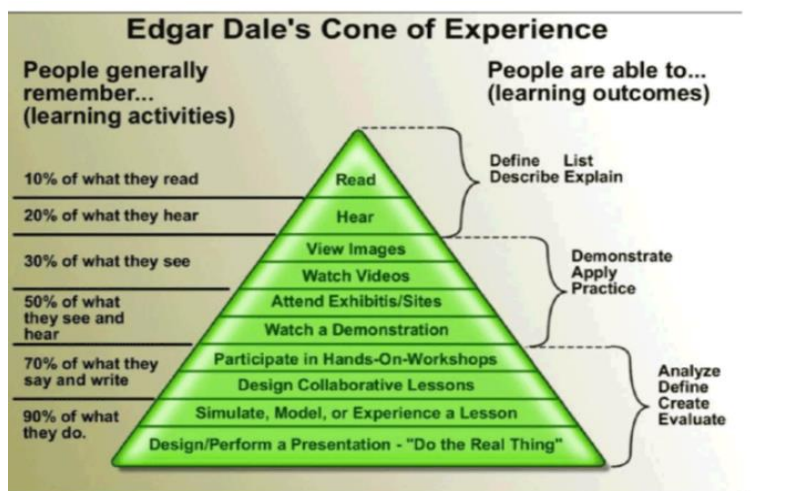 Edgar Dale's Cone of Experience
People generally
remember...
(learning activities)
People are able to...
(learning outcomes)
10% of what they read
20% of what they hear
30% of what they see
50% of what
they see and
hear
70% of what they
say and write
90% of what
they do.
Read
Hear
View Images
Watch Videos
Attend Exhibitis/Sites
Watch a Demonstration
Participate in Hands-On-Workshops
Design Collaborative Lessons
Simulate, Model, or Experience a Lesson
Design/Perform a Presentation - "Do the Real Thing"
Define List
Describe Explain
Demonstrate
Apply
Practice
Analyze
Define
Create
Evaluate